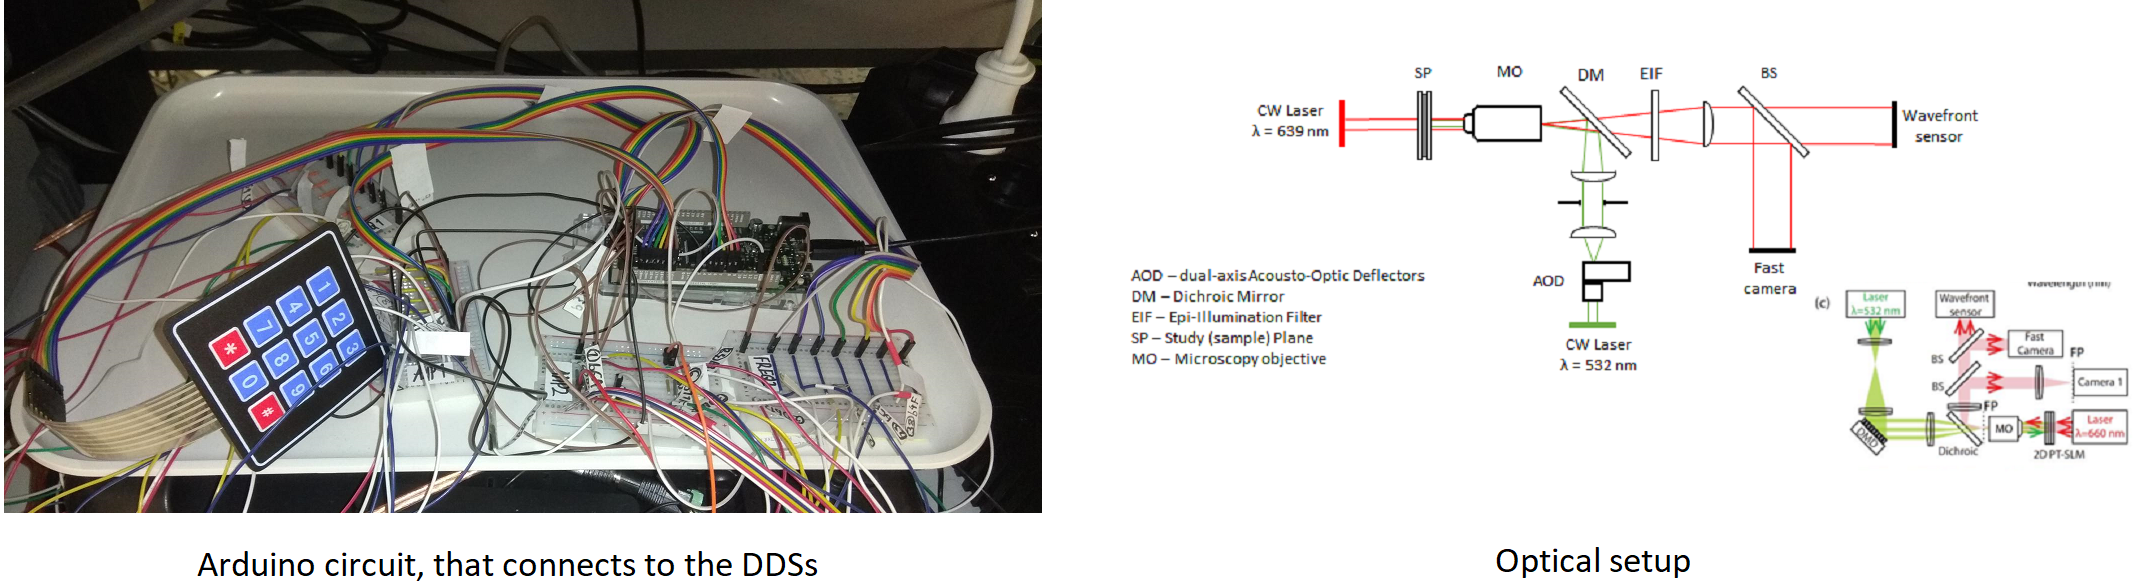 1
2
3
4
5
6
7
8
9
*
0
#
MP2
FREG2
Arduino circuit, that connects to the DDSs
SP
MO
DM
EIF
BS
CW Laser
λ = 639 nm
Wavefront
sensor
AOD
Fast
camera
CW Laser
λ = 532 nm
AOD – dual-axis Acousto-Optic Deflectors
DM – Dichroic Mirror
EIF – Epi-Illumination Filter
SP – Study (sample) Plane
MO – Microscopy objective
(c)
Laser
λ=532 nm
Wavefront
sensor
BS
Fast
Camera
FP
BS
Camera 1
FP
DMD
MO
Laser
λ=660 nm
Dichroic
2D PT-SLM
Optical setup